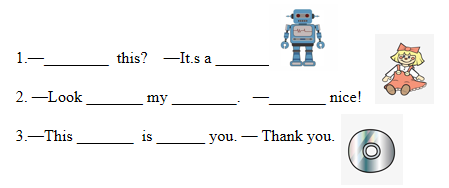 1.—________ this? —It.s a _______
2. —Look _______ my ________. —_______ nice!
3.—This _______ is ______ you. — Thank you.